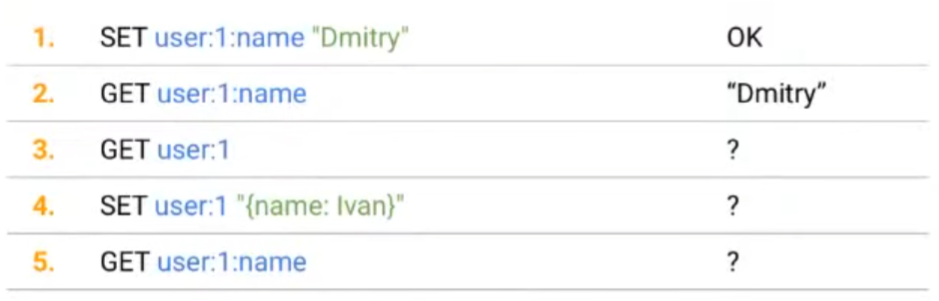 1. SET user:1:name "Dmitry" OK
2. GET user:1:name “Dmitry”
3. GET user:1 ?
4. SET user:1 "{name: Ivan}" ?
5. GET user:1:name ?